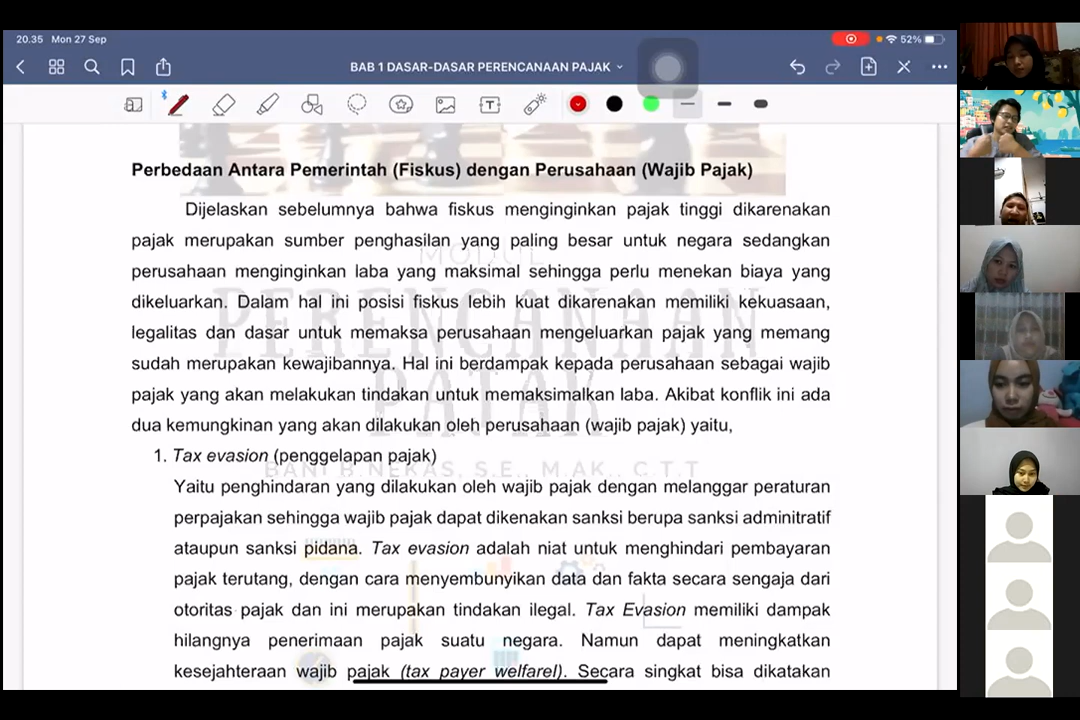 20.35 Mon 27 Sep
52%
BAB 1 DASAR-DASAR PERENCANAAN PAJAK
Perbedaan Antara Pemerintah (Fiskus) dengan Perusahaan (Wajib Pajak)
Dijelaskan sebelumnya bahwa fiskus menginginkan pajak tinggi dikarenakan
pajak merupakan sumber penghasilan yang paling besar untuk negara sedangkan
MODUL
perusahaan menginginkan laba yang maksimal sehingga perlu menekan biaya yang
dikeluarkan. Dalam hal ini posisi fiskus lebih kuat dikarenakan memiliki kekuasaan,
PERENCANAAN
legalitas dan dasar untuk memaksa perusahaan mengeluarkan pajak yang memang
sudah merupakan kewajibannya. Hal ini berdampak kepada perusahaan sebagai wajib
pajak yang akan melakukan tindakan untuk memaksimalkan laba. Akibat konflik ini ada
PAJAK
dua kemungkinan yang akan dilakukan oleh perusahaan (wajib pajak) yaitu,
1. Tax evasion (penggelapan pajak)
BANI B.NEKAS, S.E., M.AK., C.T.T
Yaitu penghindaran yang dilakukan oleh wajib pajak dengan melanggar peraturan
perpajakan sehingga wajib pajak dapat dikenakan sanksi berupa sanksi adminitratif
ataupun sanksi pidana. Tax evasion adalah niat untuk menghindari pembayaran
pajak terutang, dengan cara menyembunyikan data dan fakta secara sengaja dari
otoritas pajak dan ini merupakan tindakan ilegal. Tax Evasion memiliki dampak
hilangnya penerimaan pajak suatu negara. Namun dapat meningkatkan
kesejahteraan wajib pajak (tax payer welfarel). Secara singkat bisa dikatakan